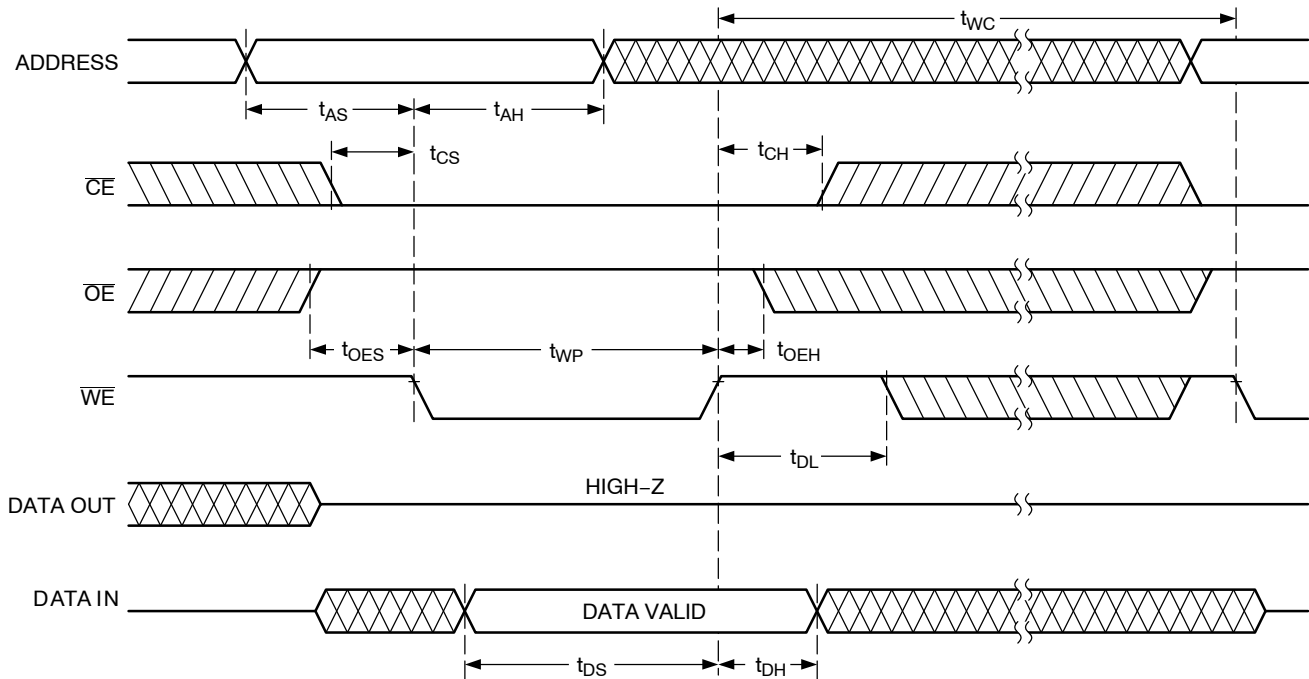 tWC
ADDRESS
tAS
tAH
tCS
tCH
CE
OE
tOES
tWP
tOEH
WE
tDL
HIGH–Z
DATA OUT
DATA IN
DATA VALID
tDS
tDH